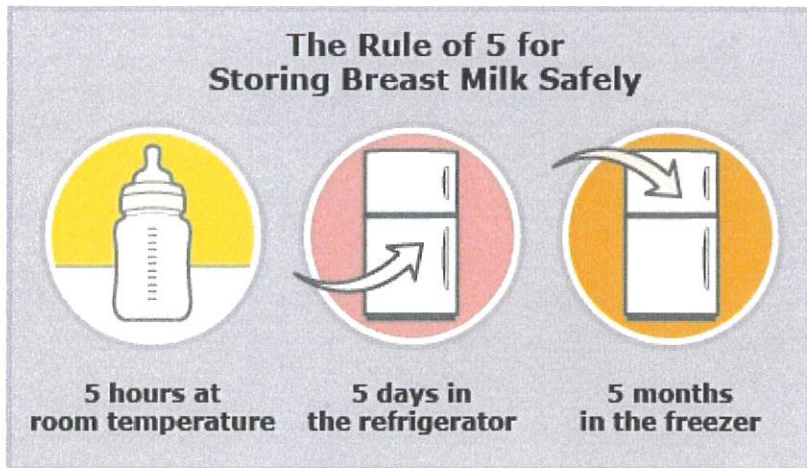 The Rule of 5 for
Storing Breast Milk Safely
5 hours at
room temperature
5 days in
the refrigerator
5 months
in the freezer